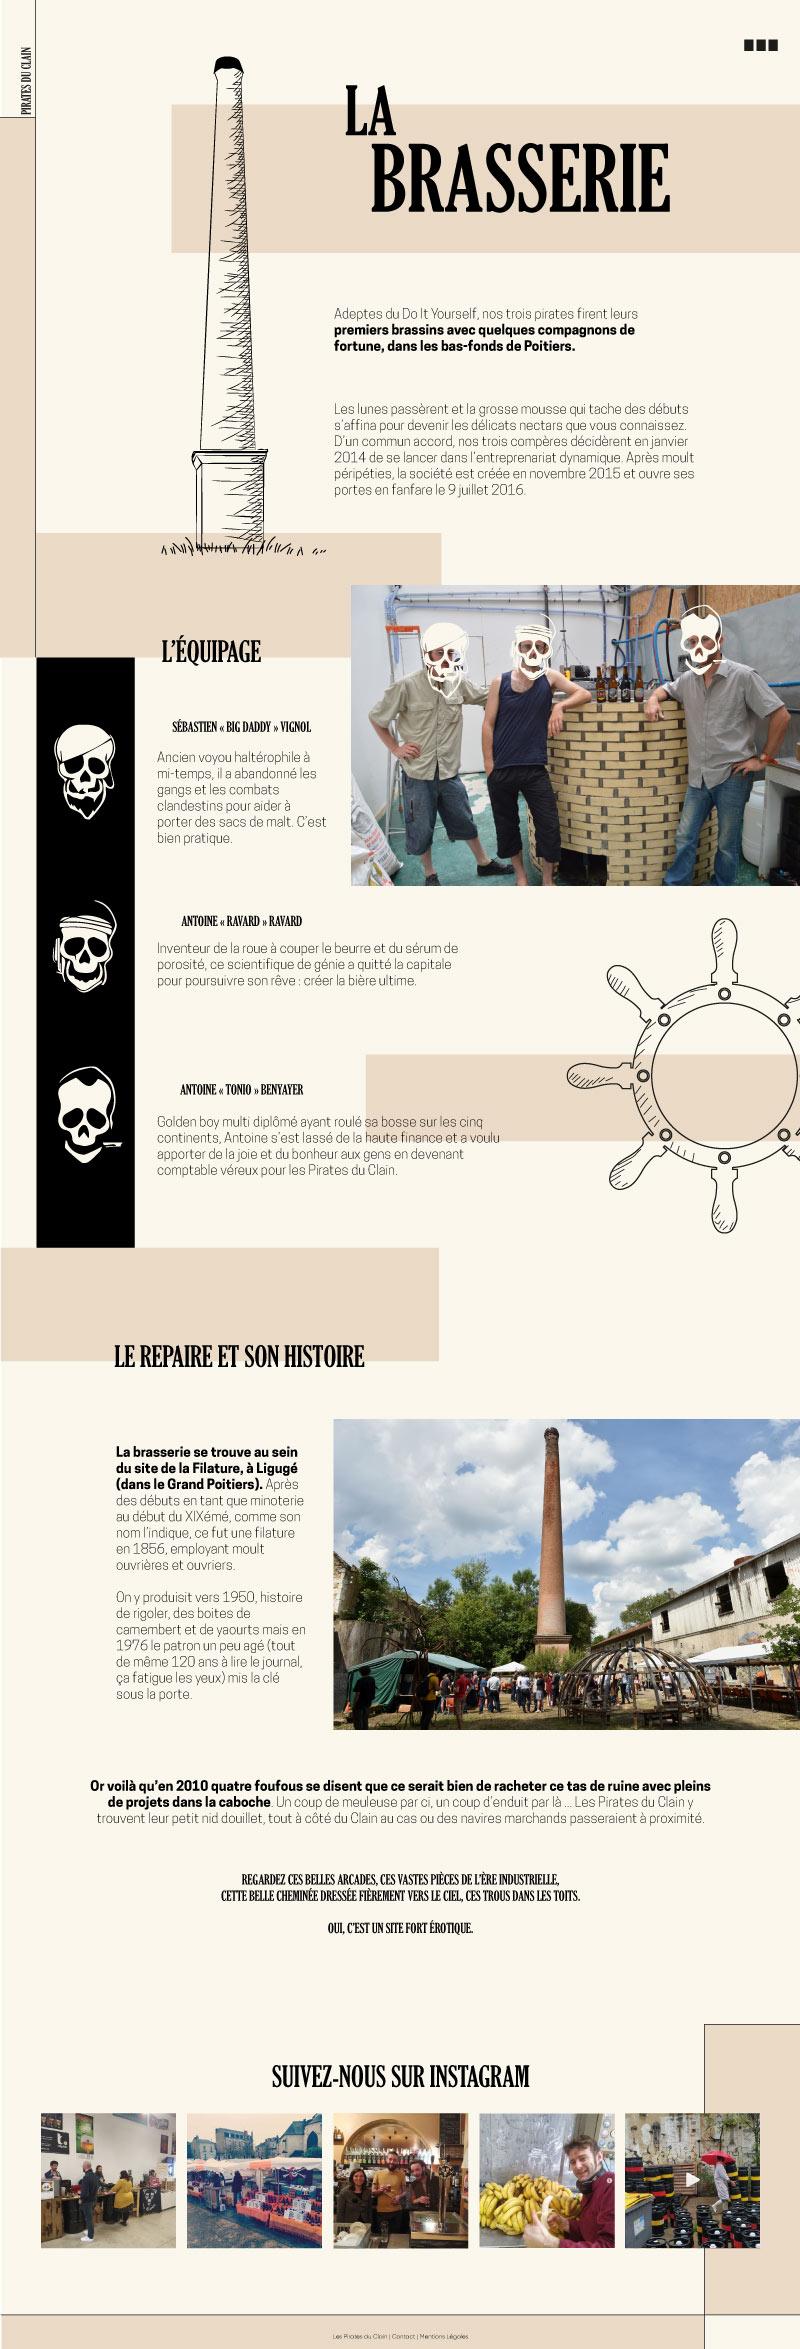 PIRATES DU CLAIN
LA
BRASSERIE
Adeptes du Do It Yourself, nos trois pirates firent leurs
premiers brassins avec quelques compagnons de
fortune, dans les bas-fonds de Poitiers.
Les lunes passèrent et la grosse mousse qui tache des débuts
s’affina pour devenir les délicats nectars que vous connaissez.
D’un commun accord, nos trois compères décidèrent en janvier
2014 de se lancer dans l’entreprenariat dynamique. Après moult
péripéties, la société est créée en novembre 2015 et ouvre ses
portes en fanfare le 9 juillet 2016.
L’ÉQUIPAGE
SÉBASTIEN « BIG DADDY » VIGNOL
Ancien voyou haltérophile à
mi-temps, il a abandonné les
gangs et les combats
clandestins pour aider à
porter des sacs de malt. C’est
bien pratique.
ANTOINE « RAVARD » RAVARD
Inventeur de la roue à couper le beurre et du sérum de
porosité, ce scientifique de génie a quitté la capitale
pour poursuivre son rêve : créer la bière ultime.
ANTOINE « TONIO » BENYAYER
Golden boy multi diplômé ayant roulé sa bosse sur les cinq
continents, Antoine s’est lassé de la haute finance et a voulu
apporter de la joie et du bonheur aux gens en devenant
comptable véreux pour les Pirates du Clain.
LE REPAIRE ET SON HISTOIRE
La brasserie se trouve au sein
du site de la Filature, à Ligugé
(dans le Grand Poitiers). Après
des débuts en tant que minoterie
au début du XIXémé, comme son
nom l’indique, ce fut une filature
en 1856, employant moult
ouvrières et ouvriers.
On y produisit vers 1950, histoire
de rigoler, des boites de
camembert et de yaourts mais en
1976 le patron un peu agé (tout
de même 120 ans à lire le journal,
ça fatigue les yeux) mis la clé
sous la porte.
Or voilà qu’en 2010 quatre foufous se disent que ce serait bien de racheter ce tas de ruine avec pleins
de projets dans la caboche. Un coup de meuleuse par ci, un coup d’enduit par là ... Les Pirates du Clain y
trouvent leur petit nid douillet, tout à côté du Clain au cas ou des navires marchands passeraient à proximité.
REGARDEZ CES BELLES ARCADES, CES VASTES PIÈCES DE L’ÈRE INDUSTRIELLE,
CETTE BELLE CHEMINÉE DRESSÉE FIÈREMENT VERS LE CIEL, CES TROUS DANS LES TOITS.
OUI, C’EST UN SITE FORT ÉROTIQUE.
SUIVEZ-NOUS SUR INSTAGRAM
Les Pirates du Clain | Contact | Mentions Légales